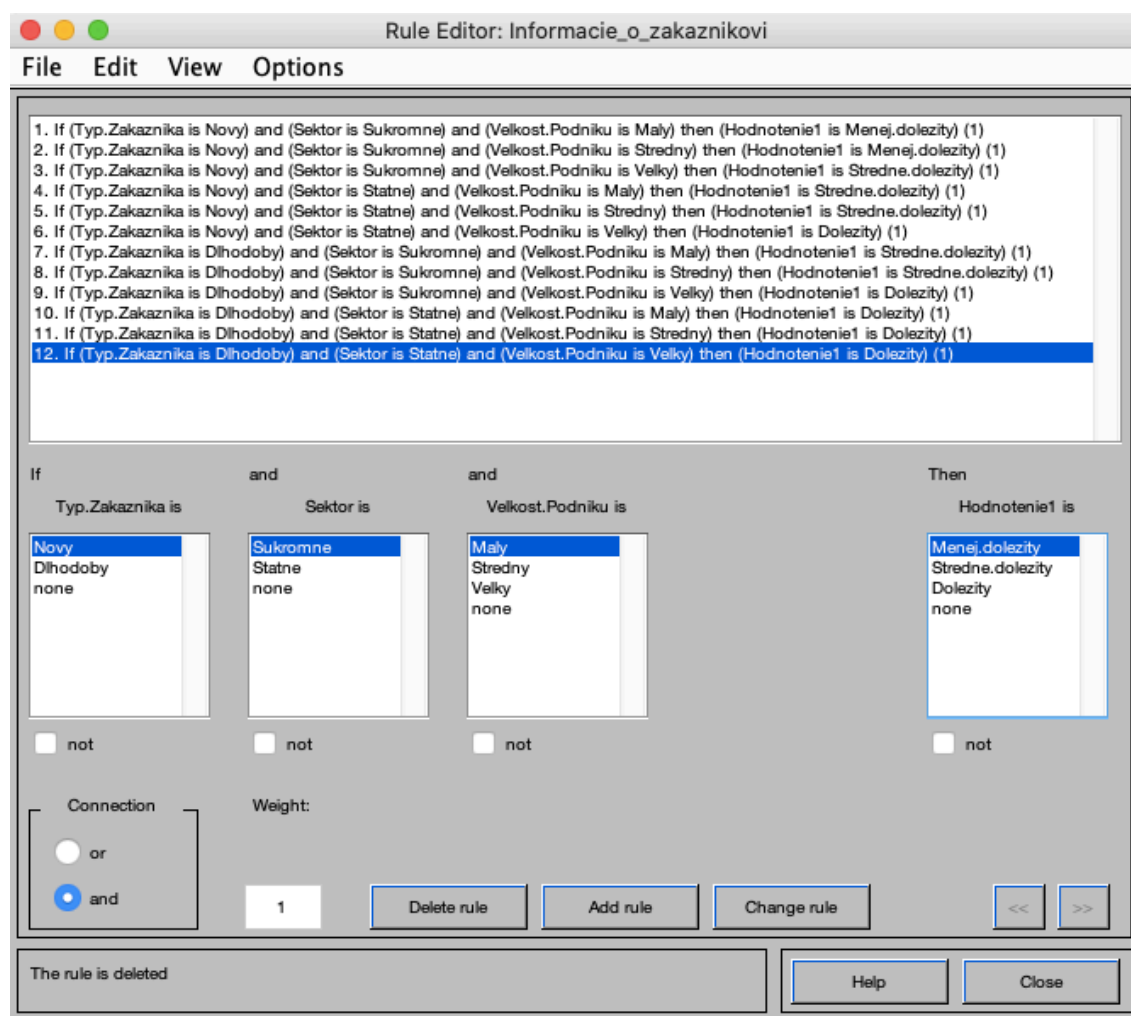 Rule Editor: Informacie_o_zakaznikovi
File Edit View Options
1. If (Typ.Zakaznika is Novy) and (Sektor is Sukromne) and (Velkost.Podniku is Maly) then (Hodnotenie1 is Menej.dolezity) (1)
2. If (Typ.Zakaznika is Novy) and (Sektor is Sukromne) and (Velkost.Podniku is Stredny) then (Hodnotenie1 is Menej.dolezity) (1)
3. If (Typ.Zakaznika is Novy) and (Sektor is Sukromne) and (Velkost.Podniku is Velky) then (Hodnotenie1 is Stredne.dolezity) (1)
4. If (Typ.Zakaznika is Novy) and (Sektor is Statne) and (Velkost.Podniku is Maly) then (Hodnotenie1 is Stredne.dolezity) (1)
5. If (Typ.Zakaznika is Novy) and (Sektor is Statne) and (Velkost.Podniku is Stredny) then (Hodnotenie1 is Stredne.dolezity) (1)
6. If (Typ.Zakaznika is Novy) and (Sektor is Statne) and (Velkost.Podniku is Velky) then (Hodnotenie1 is Dolezity) (1)
7. If (Typ.Zakaznika is Dlhodoby) and (Sektor is Sukromne) and (Velkost.Podniku is Maly) then (Hodnotenie1 is Stredne.dolezity) (1)
8. If (Typ.Zakaznika is Dlhodoby) and (Sektor is Sukromne) and (Velkost.Podniku is Stredny) then (Hodnotenie1 is Stredne.dolezity) (1)
9. If (Typ.Zakaznika is Dlhodoby) and (Sektor is Sukromne) and (Velkost.Podniku is Velky) then (Hodnotenie1 is Dolezity) (1)
10. If (Typ.Zakaznika is Dlhodoby) and (Sektor is Statne) and (Velkost.Podniku is Maly) then (Hodnotenie1 is Dolezity) (1)
11. If (Typ.Zakaznika is Dlhodoby) and (Sektor is Statne) and (Velkost.Podniku is Stredny) then (Hodnotenie1 is Dolezity) (1)
12. If (Typ.Zakaznika is Dlhodoby) and (Sektor is Statne) and (Velkost.Podniku is Velky) then (Hodnotenie1 is Dolezity) (1)
If and and Then
Typ.Zakaznika is Sektor is Velkost.Podniku is Hodnotenie1 is
Novy Sukromne Maly Menej.dolezity
Dlhodoby Statne Stredny Stredne.dolezity
none none Velky Dolezity
none none
not not not not
Connection Weight:
or
and 1 Delete rule Add rule Change rule << >>
The rule is deleted Help Close